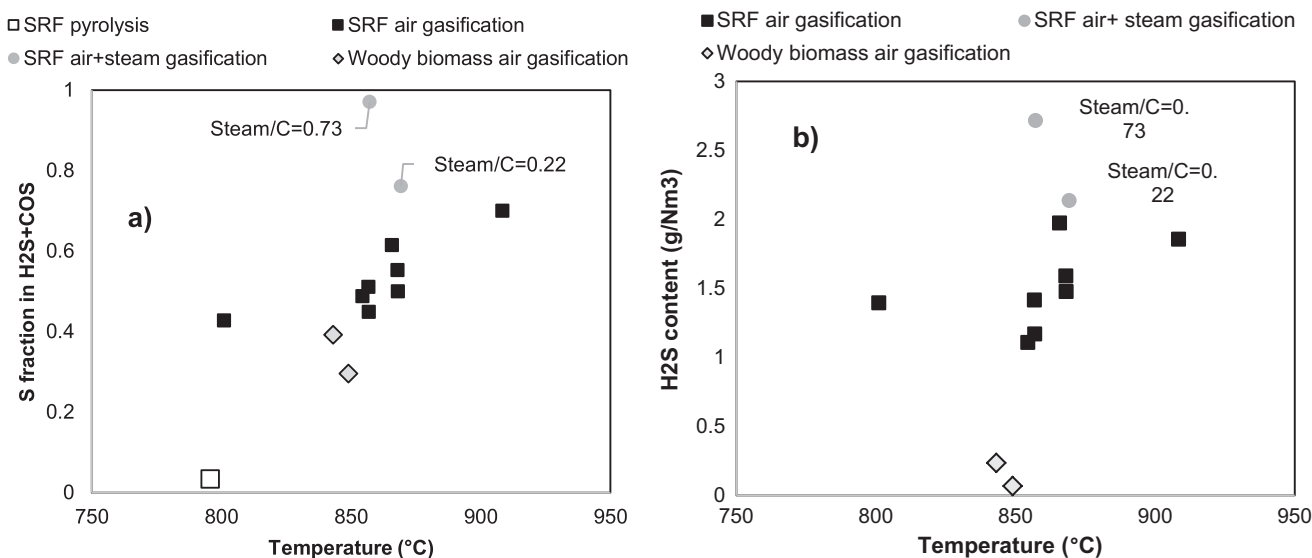 SRF pyrolysis
SRF air gasification
SRF air+steam gasification
Woody biomass air gasification
1
0.8
0.6
0.4
0.2
0
S fraction in H2S+COS
a)
Steam/C=0.73
Steam/C=0.22
750
800
850
900
950
Temperature (°C)
SRF air gasification
SRF air+ steam gasification
Woody biomass air gasification
3
2.5
2
1.5
1
0.5
0
H2S content (g/Nm3)
b)
Steam/C=0.
73
Steam/C=0.
22
750
800
850
900
950
Temperature (°C)